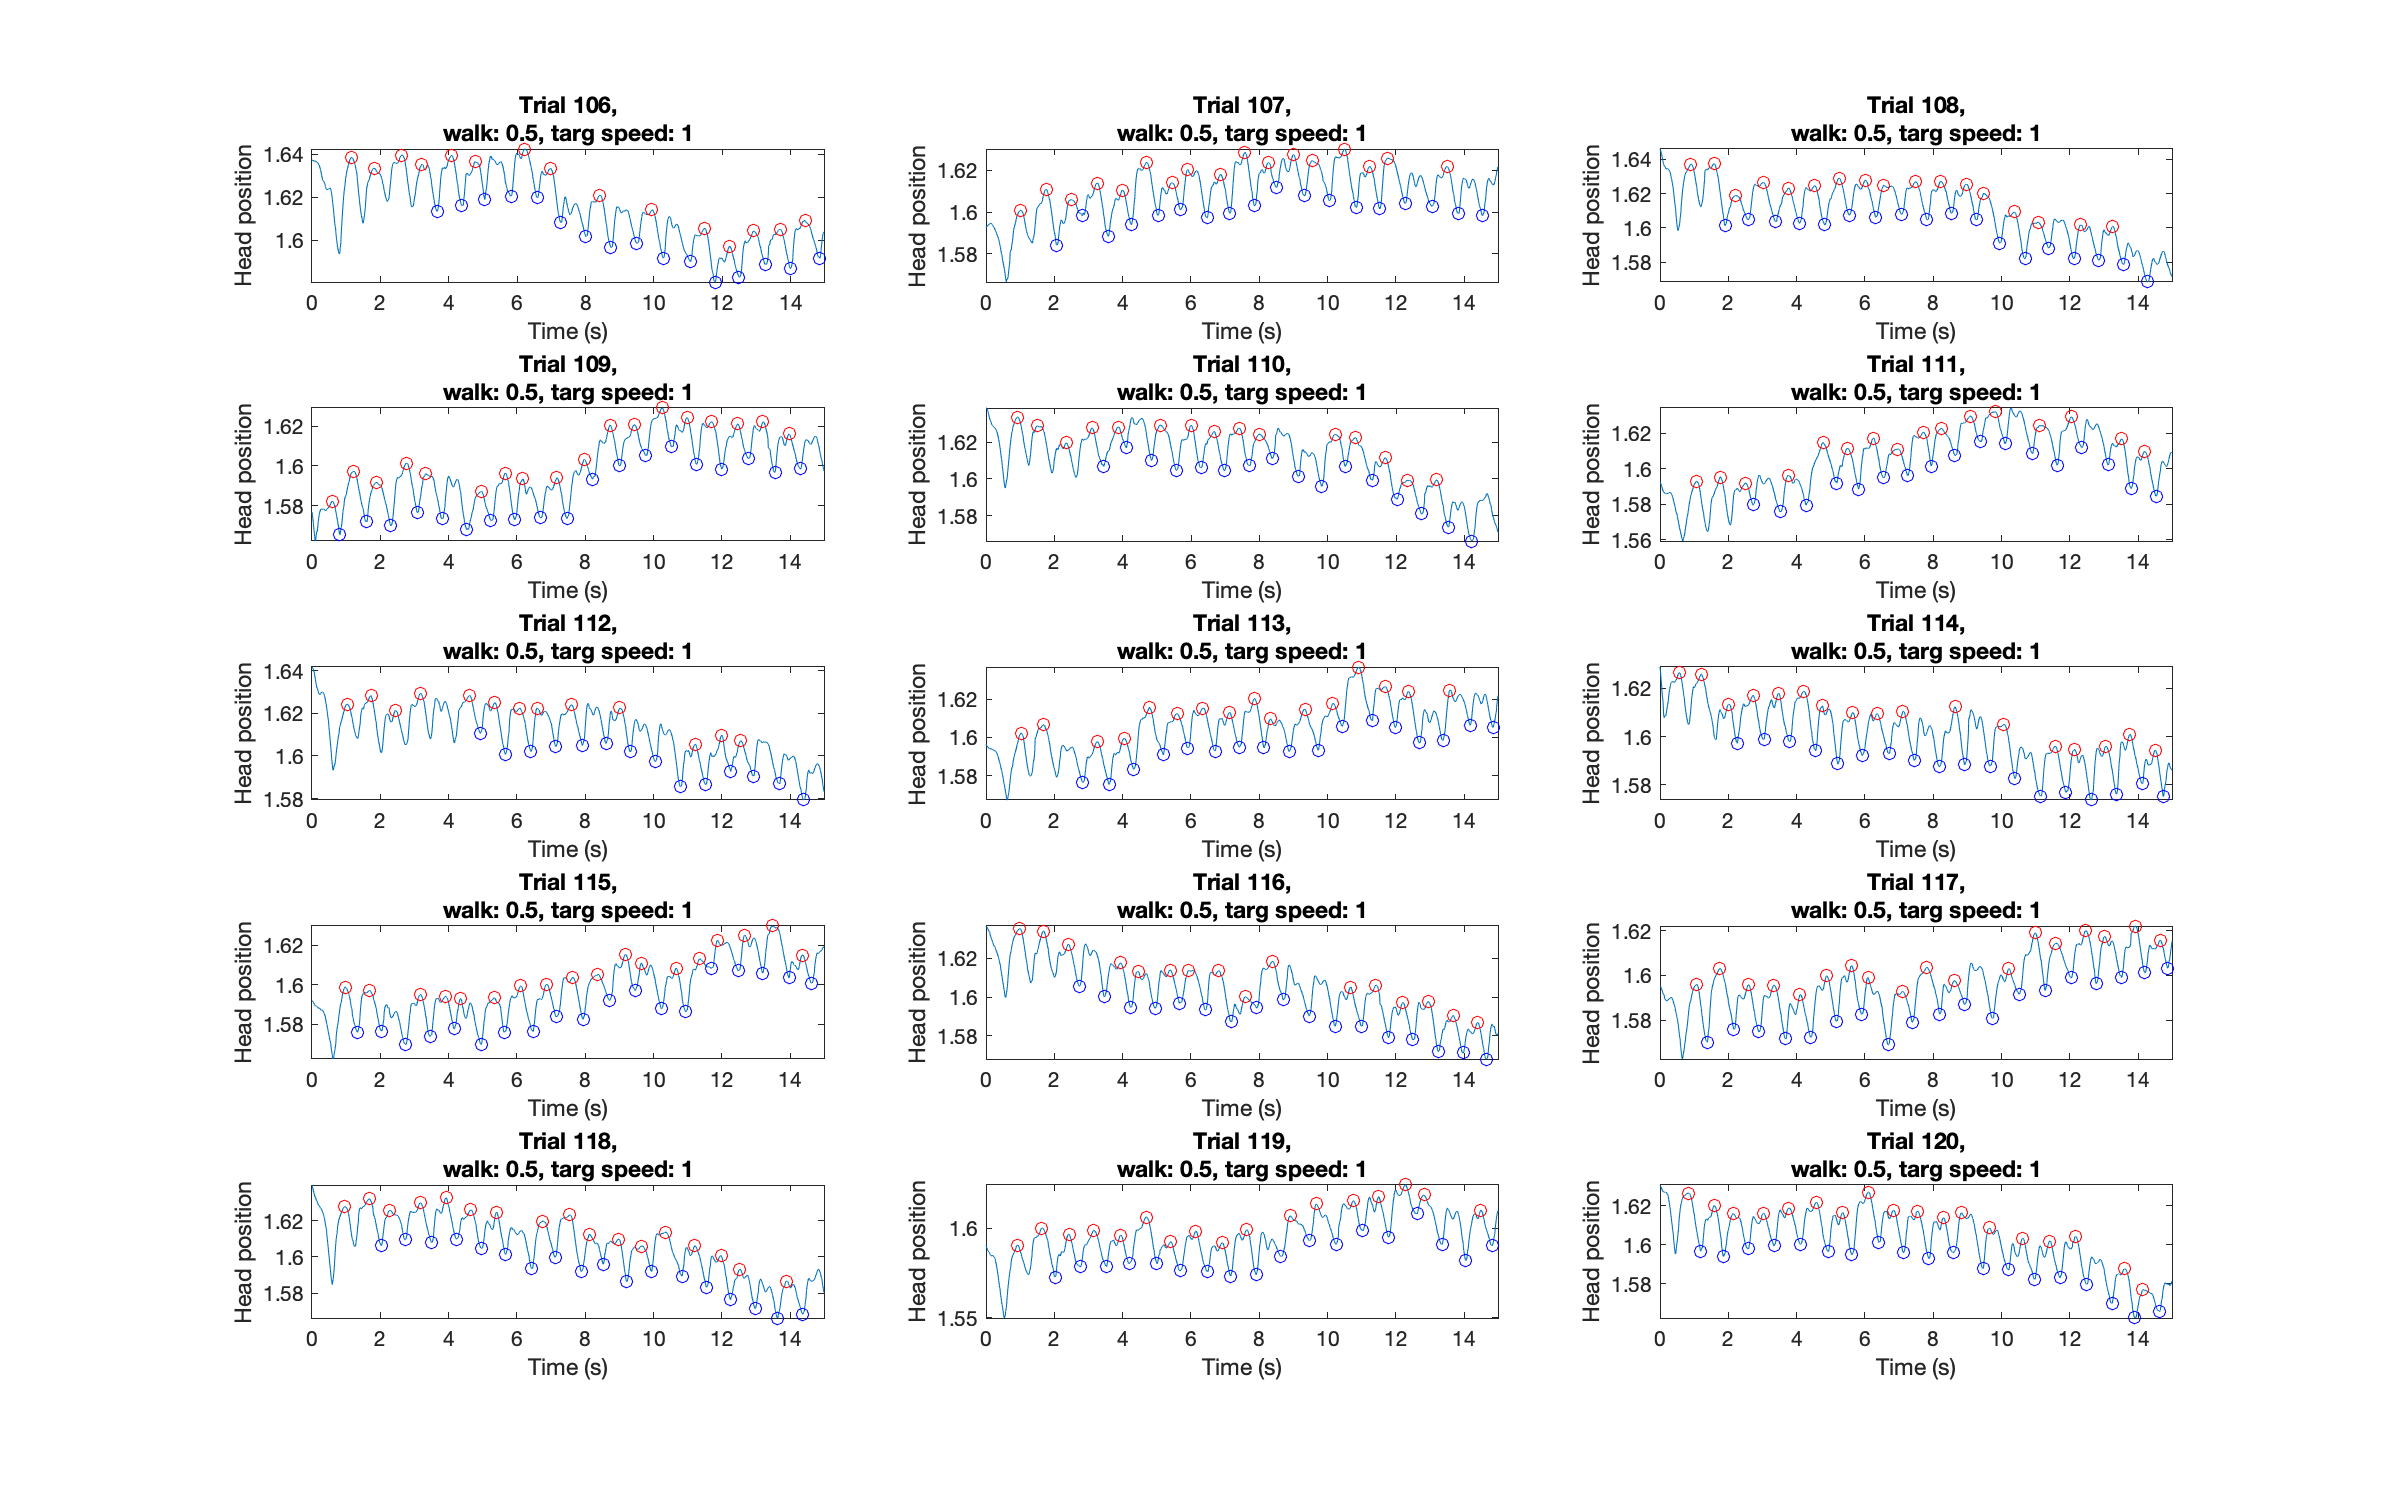 Trial 106,
walk: 0.5, targ speed: 1
Head position
1.64
1.62
1.6
0 2 4 6 8 10 12 14
Time (s)
Trial 107,
walk: 0.5, targ speed: 1
Head position
1.62
1.6
1.58
0 2 4 6 8 10 12 14
Time (s)
Trial 108,
walk: 0.5, targ speed: 1
Head position
1.64
1.62
1.6
1.58
0 2 4 6 8 10 12 14
Time (s)
Trial 109,
walk: 0.5, targ speed: 1
Head position
1.62
1.6
1.58
0 2 4 6 8 10 12 14
Time (s)
Trial 110,
walk: 0.5, targ speed: 1
Head position
1.62
1.6
1.58
0 2 4 6 8 10 12 14
Time (s)
Trial 111,
walk: 0.5, targ speed: 1
Head position
1.62
1.6
1.58
1.56
0 2 4 6 8 10 12 14
Time (s)
Trial 112,
walk: 0.5, targ speed: 1
Head position
1.64
1.62
1.6
1.58
0 2 4 6 8 10 12 14
Time (s)
Trial 113,
walk: 0.5, targ speed: 1
Head position
1.62
1.6
1.58
0 2 4 6 8 10 12 14
Time (s)
Trial 114,
walk: 0.5, targ speed: 1
Head position
1.62
1.6
1.58
0 2 4 6 8 10 12 14
Time (s)
Trial 115,
walk: 0.5, targ speed: 1
Head position
1.62
1.6
1.58
0 2 4 6 8 10 12 14
Time (s)
Trial 116,
walk: 0.5, targ speed: 1
Head position
1.62
1.6
1.58
0 2 4 6 8 10 12 14
Time (s)
Trial 117,
walk: 0.5, targ speed: 1
Head position
1.62
1.6
1.58
0 2 4 6 8 10 12 14
Time (s)
Trial 118,
walk: 0.5, targ speed: 1
Head position
1.62
1.6
1.58
0 2 4 6 8 10 12 14
Time (s)
Trial 119,
walk: 0.5, targ speed: 1
Head position
1.6
1.55
0 2 4 6 8 10 12 14
Time (s)
Trial 120,
walk: 0.5, targ speed: 1
Head position
1.62
1.6
1.58
0 2 4 6 8 10 12 14
Time (s)